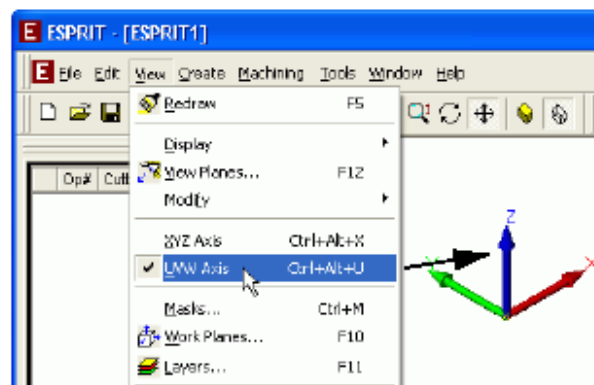 ESPRIT - [ESPRIT1]
File Edit View Create Machining Tools Window Help
Redraw F5
Display
Op# Cutt
View Planes... F12
Modify
XYZ Axis Ctrl+Alt+X
UVW Axis Ctrl+Alt+U
Masks... Ctrl+M
Work Planes... F10
Layers... F11
Z
X